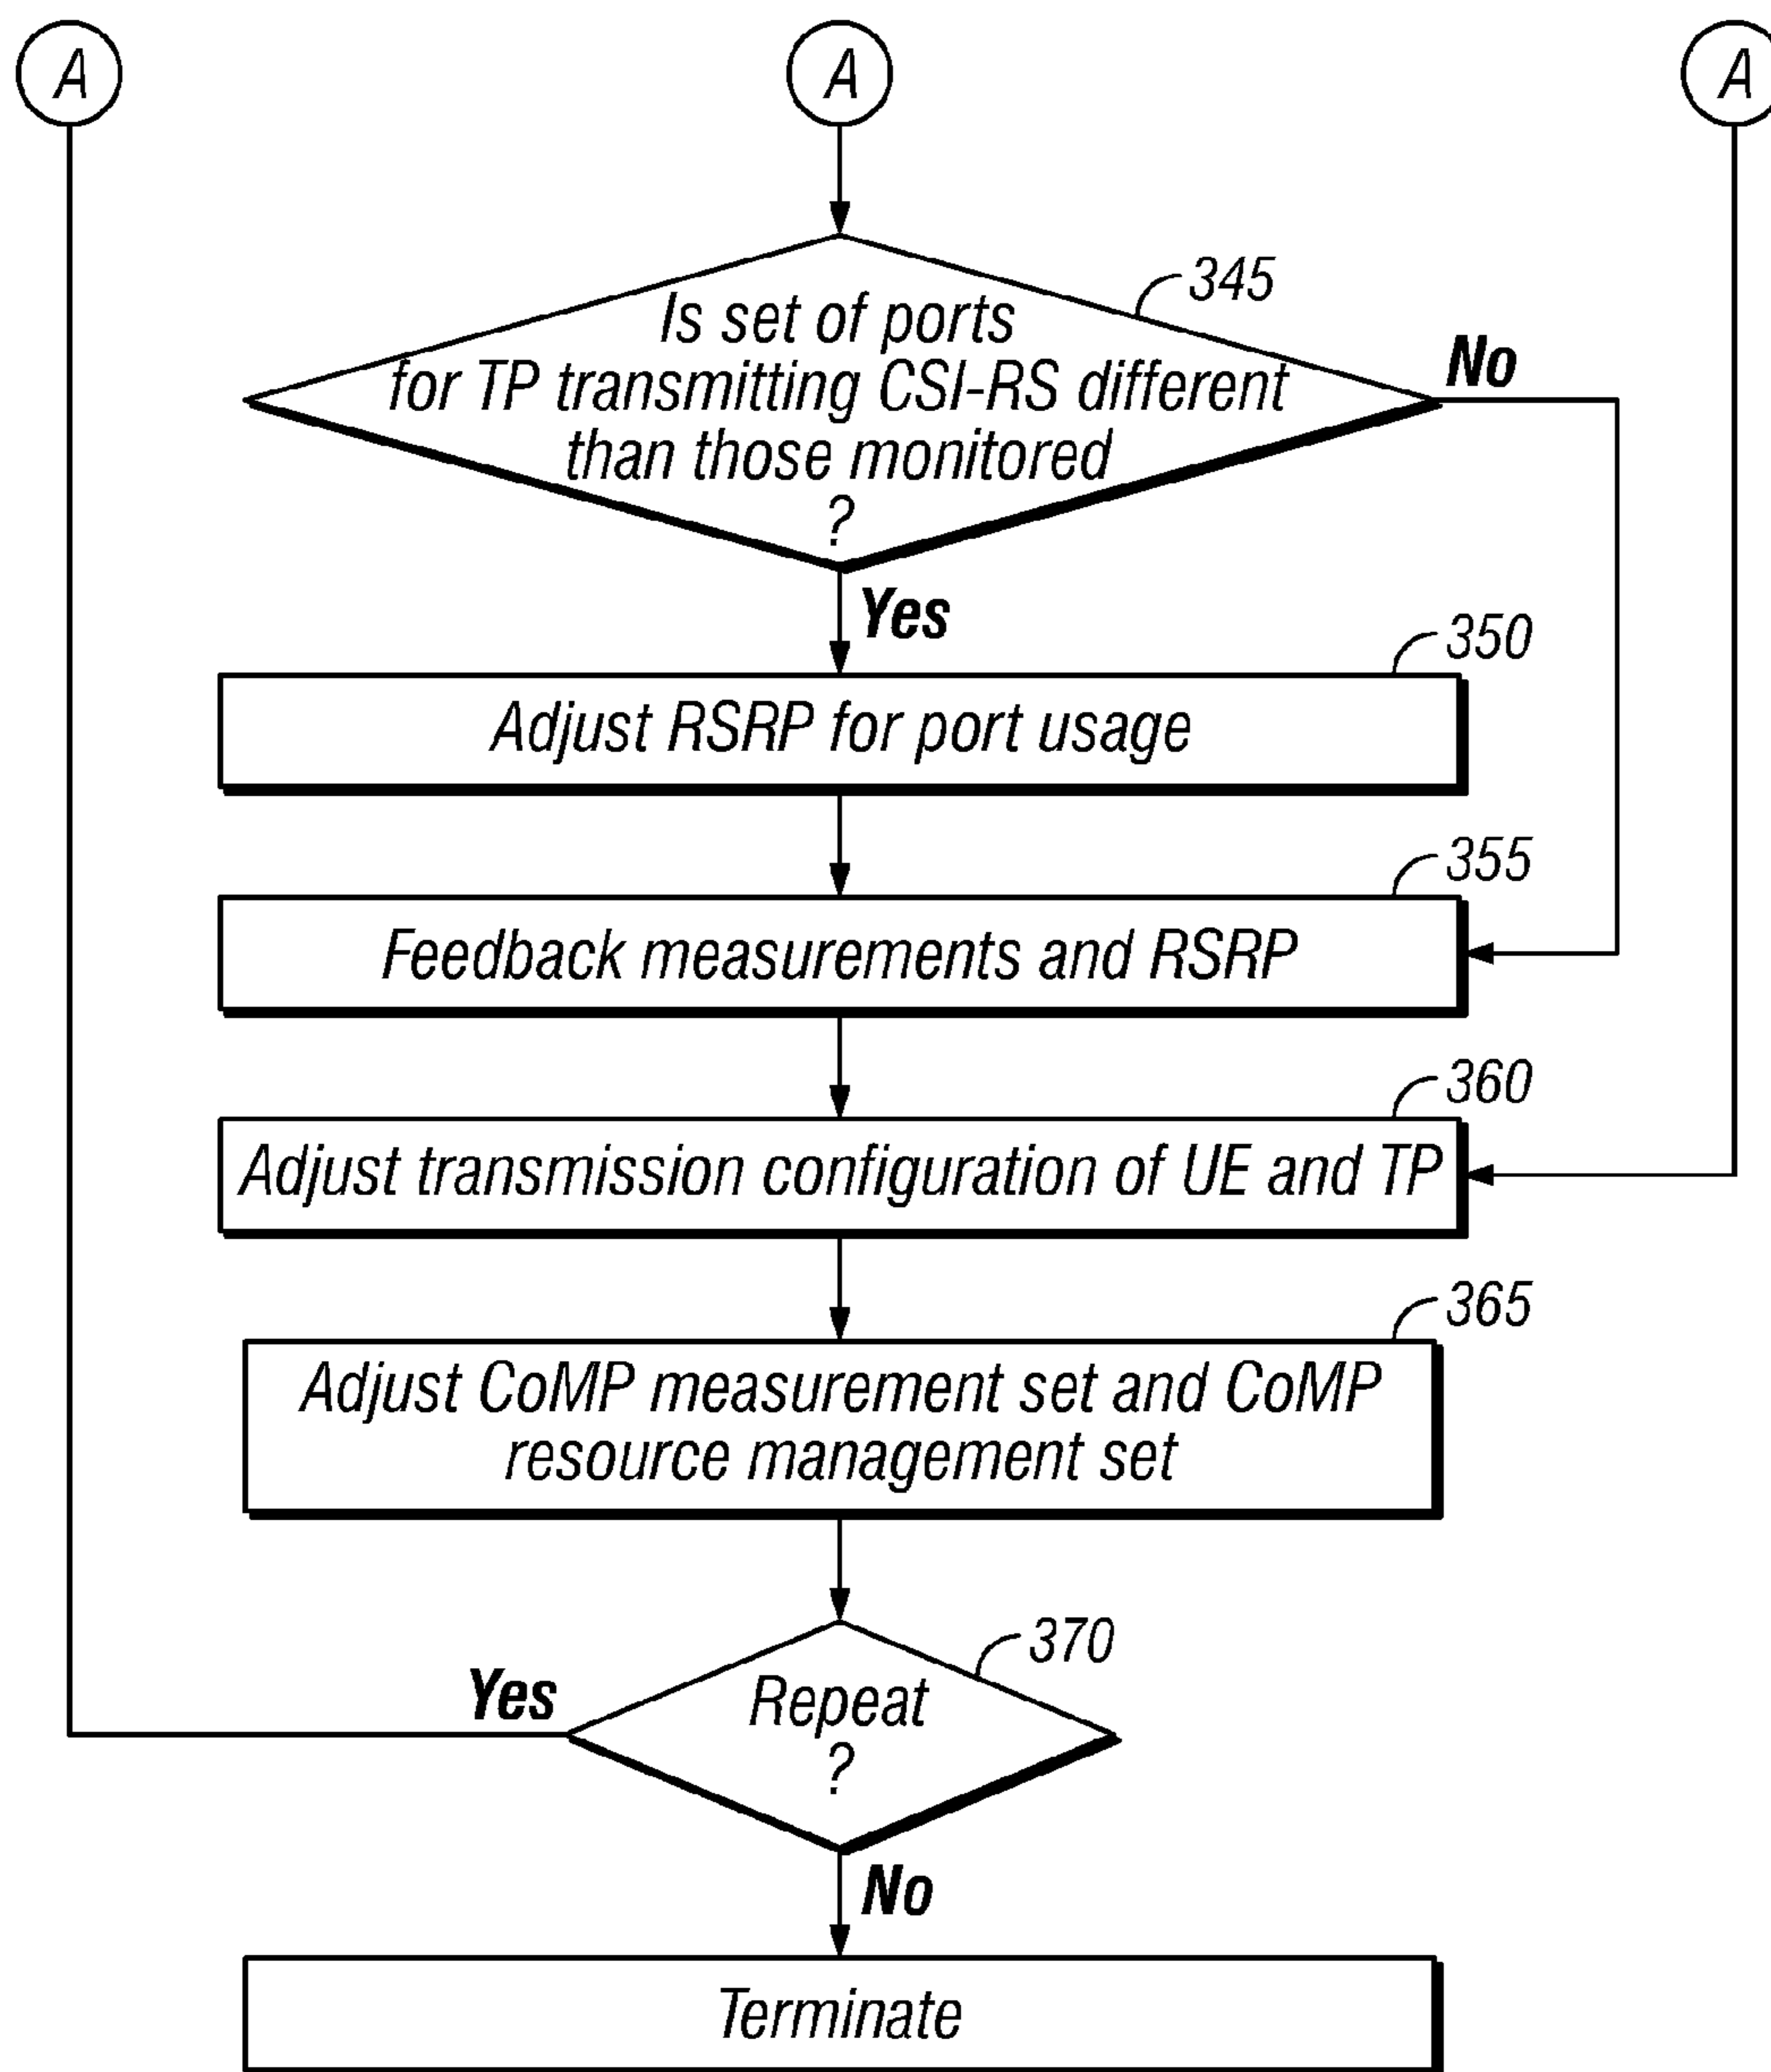 A
A
A
345
Is set of ports
for TP transmitting CSI-RS different
than those monitored
?
No
Yes
350
Adjust RSRP for port usage
355
Feedback measurements and RSRP
360
Adjust transmission configuration of UE and TP
365
Adjust CoMP measurement set and CoMP
resource management set
370
Yes
Repeat
?
No
Terminate